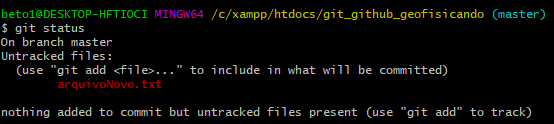 beto1@DESKTOP-HFTIOCI MINGW64 /c/xampp/htdocs/git_github_geofisicando (master)
$ git status
On branch master
Untracked files:
  (use "git add <file>..." to include in what will be committed)
        arquivoNovo.txt

nothing added to commit but untracked files present (use "git add" to track)